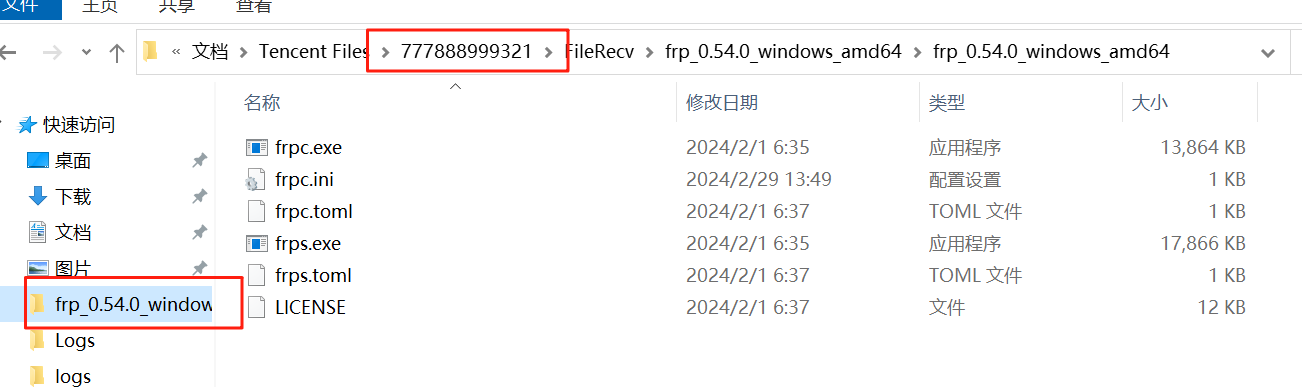 文件 主页 共享 查看
« 文档 > Tencent Files > 777888999321 > FileRecv > frp_0.54.0_windows_amd64 > frp_0.54.0_windows_amd64
名称 修改日期 类型 大小
快速访问
桌面
下载
文档
图片
frp_0.54.0_window
Logs
logs
frpc.exe 2024/2/1 6:35 应用程序 13,864 KB
frpc.ini 2024/2/29 13:49 配置设置 1 KB
frpc.toml 2024/2/1 6:37 TOML 文件 1 KB
frps.exe 2024/2/1 6:35 应用程序 17,866 KB
frps.toml 2024/2/1 6:37 TOML 文件 1 KB
LICENSE 2024/2/1 6:37 文件 12 KB